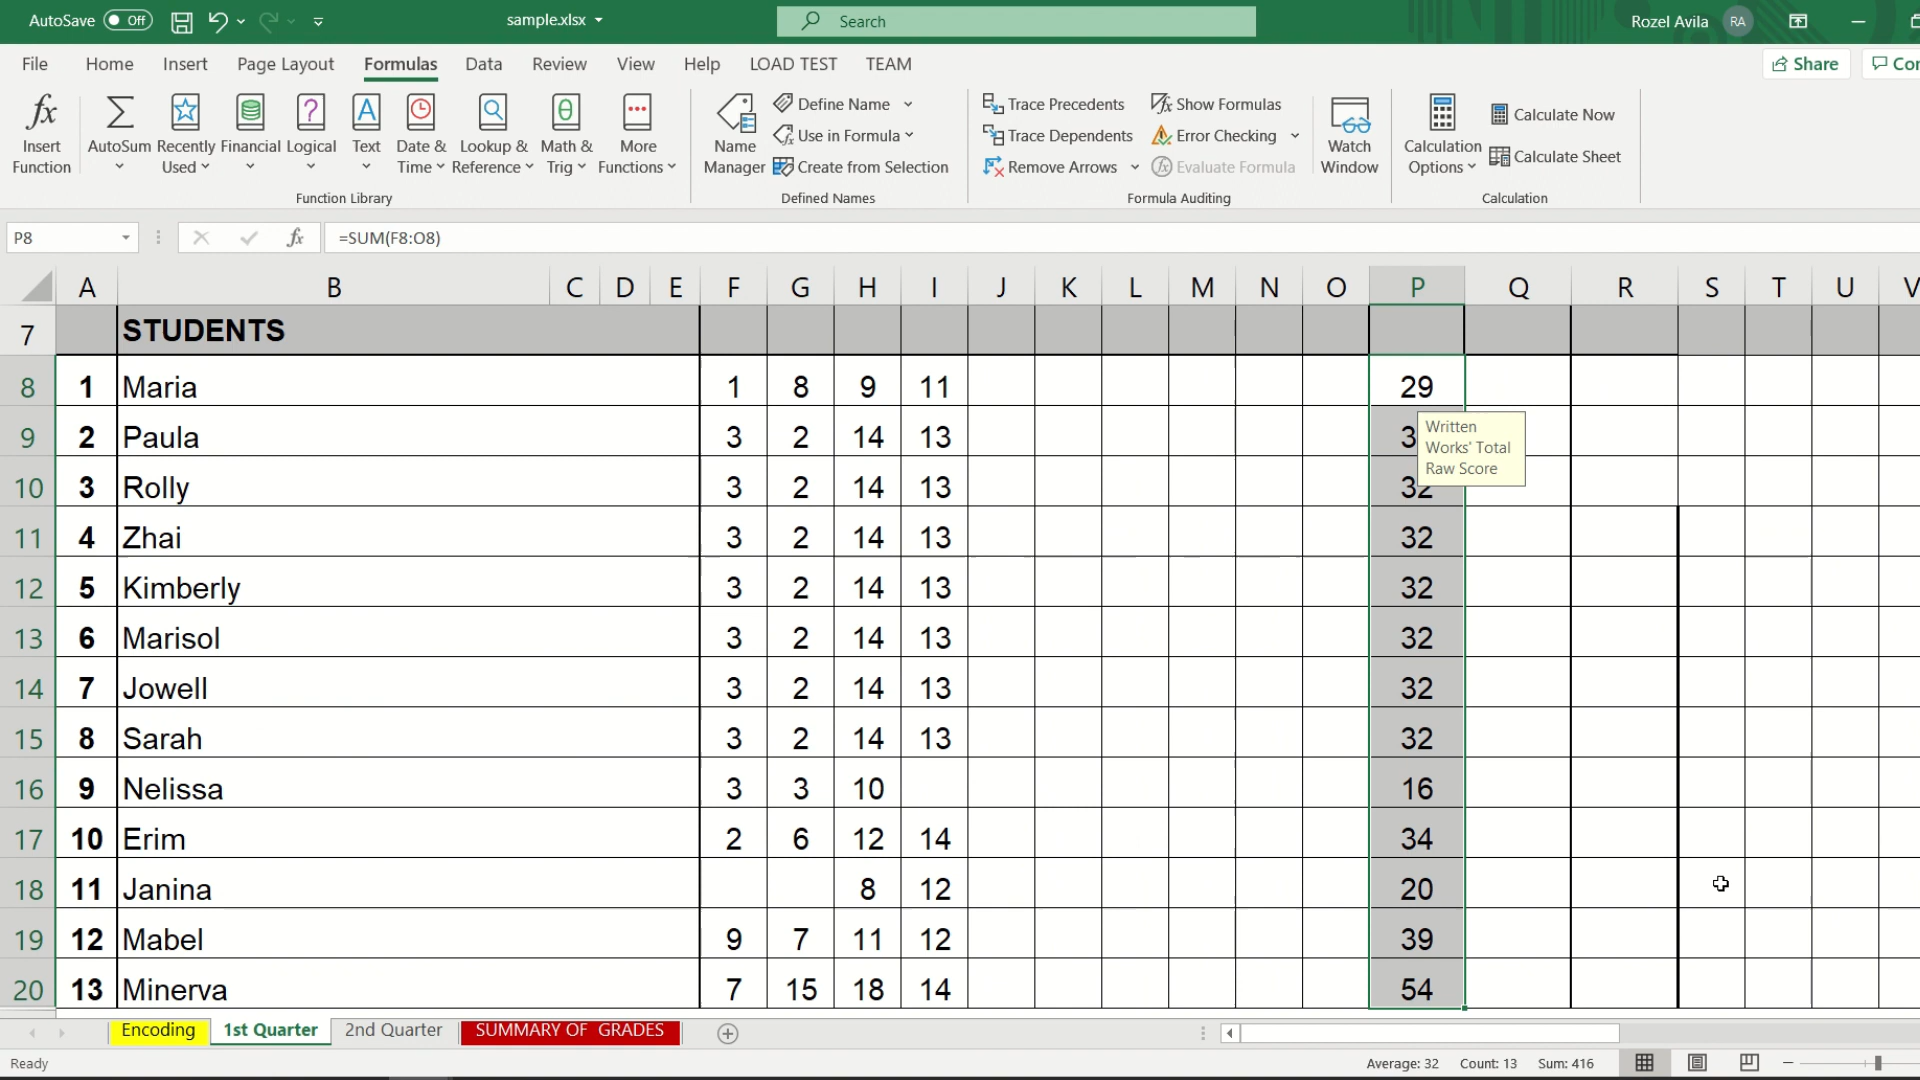 AutoSave Off sample.xlsx Search Rozel Avila RA
File Home Insert Page Layout Formulas Data Review View Help LOAD TEST TEAM Share
fx AutoSum Recently Used Financial Logical Text Date & Time Lookup & Reference Math & Trig More Functions
Insert Function
Function Library
Name Manager
Define Name
Use in Formula
Create from Selection
Defined Names
Trace Precedents Show Formulas
Trace Dependents Error Checking
Remove Arrows Evaluate Formula
Watch Window
Formula Auditing
Calculation Options
Calculate Now
Calculate Sheet
Calculation
P8 fx =SUM(F8:O8)
A B C D E F G H I J K L M N O P Q R S T U V
7 STUDENTS
8 1 Maria 1 8 9 11 29
9 2 Paula 3 2 14 13
Written
Works' Total
Raw Score
10 3 Rolly 3 2 14 13 32
11 4 Zhai 3 2 14 13 32
12 5 Kimberly 3 2 14 13 32
13 6 Marisol 3 2 14 13 32
14 7 Jowell 3 2 14 13 32
15 8 Sarah 3 2 14 13 32
16 9 Nelissa 3 3 10 16
17 10 Erim 2 6 12 14 34
18 11 Janina 8 12 20
19 12 Mabel 9 7 11 12 39
20 13 Minerva 7 15 18 14 54
Encoding 1st Quarter 2nd Quarter SUMMARY OF GRADES
Ready Average: 32 Count: 13 Sum: 416